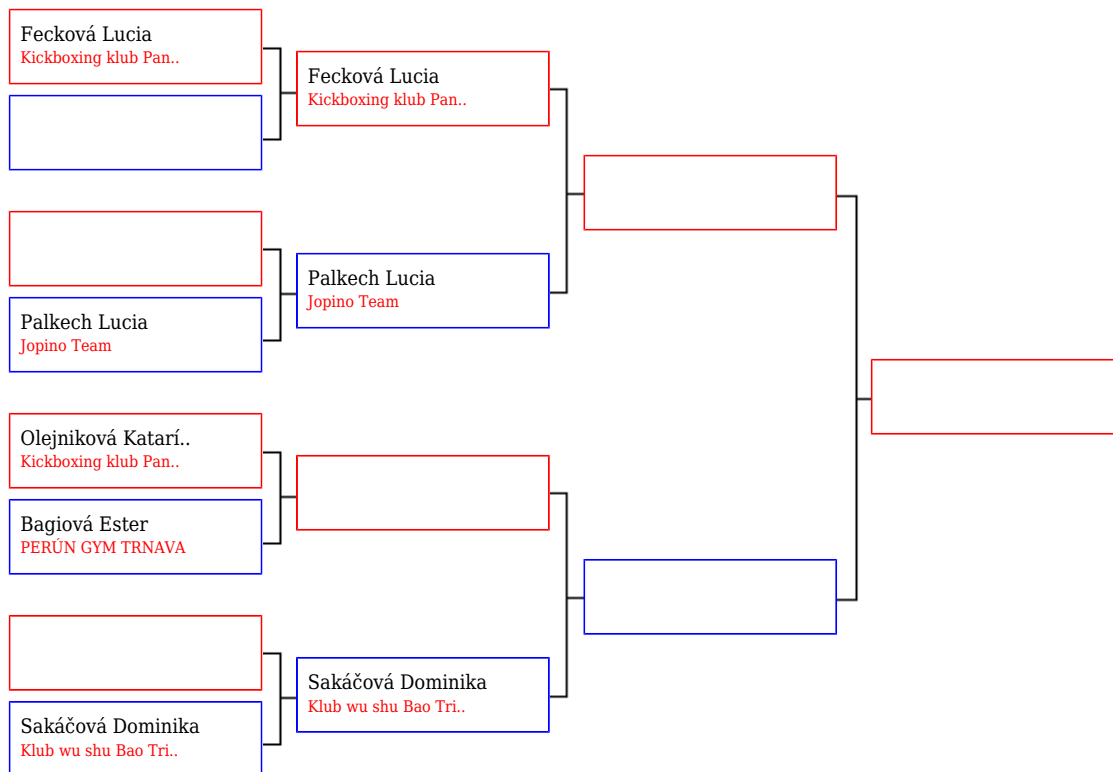 Fecková Lucia
Kickboxing klub Pan..
Fecková Lucia
Kickboxing klub Pan..
Palkech Lucia
Jopino Team
Palkech Lucia
Jopino Team
Olejniková Katarí..
Kickboxing klub Pan..
Bagiová Ester
PERÚN GYM TRNAVA
Sakáčová Dominika
Klub wu shu Bao Tri..
Sakáčová Dominika
Klub wu shu Bao Tri..